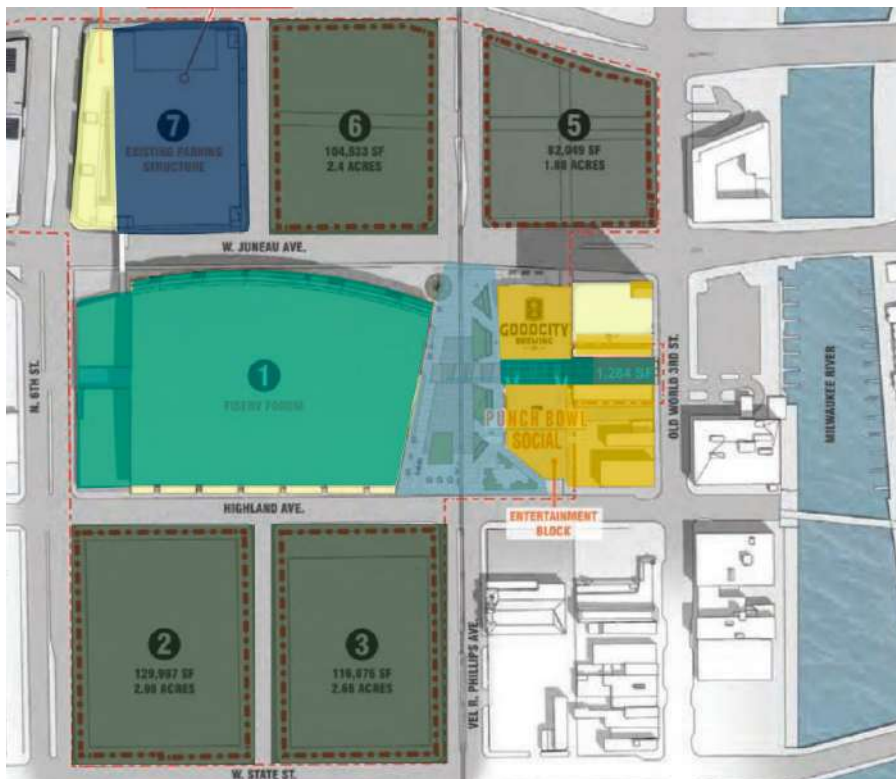 7
EXISTING PARKING
STRUCTURE
6
104,533 SF
2.4 ACRES
5
82,049 SF
1.88 ACRES
W. JUNEAU AVE.
GOODCITY
BREWING
1,284 SF
1
FISERV FORUM
N. 6TH ST.
PUNCH BOWL
SOCIAL
OLD WORLD 3RD ST.
MILWAUKEE RIVER
HIGHLAND AVE.
ENTERTAINMENT
BLOCK
2
129,987 SF
2.98 ACRES
3
116,076 SF
2.66 ACRES
VEL R. PHILLIPS AVE.
W. STATE ST.